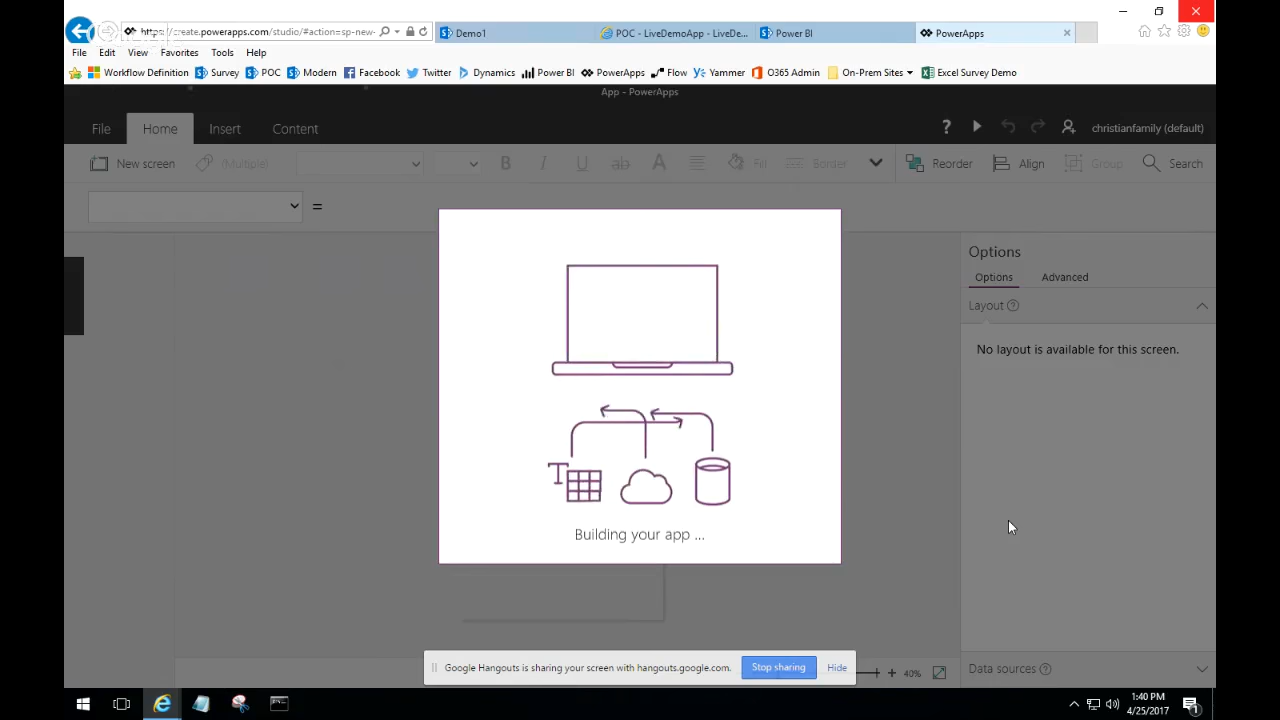 https://create.powerapps.com/studio/#action=sp-new-
Demo1
POC - LiveDemoApp - LiveDe...
Power BI
PowerApps
File Edit View Favorites Tools Help
Workflow Definition Survey POC Modern Facebook Twitter Dynamics Power BI PowerApps Flow Yammer O365 Admin On-Prem Sites Excel Survey Demo
App - PowerApps
File Home Insert Content
? christianfamily (default)
New screen (Multiple) B I U ab A Fill Border Reorder Align Group Search
=
Options
Options Advanced
Layout ?
No layout is available for this screen.
T
Building your app ...
Google Hangouts is sharing your screen with hangouts.google.com. Stop sharing Hide
40%
Data sources ?
1:40 PM
4/25/2017
1